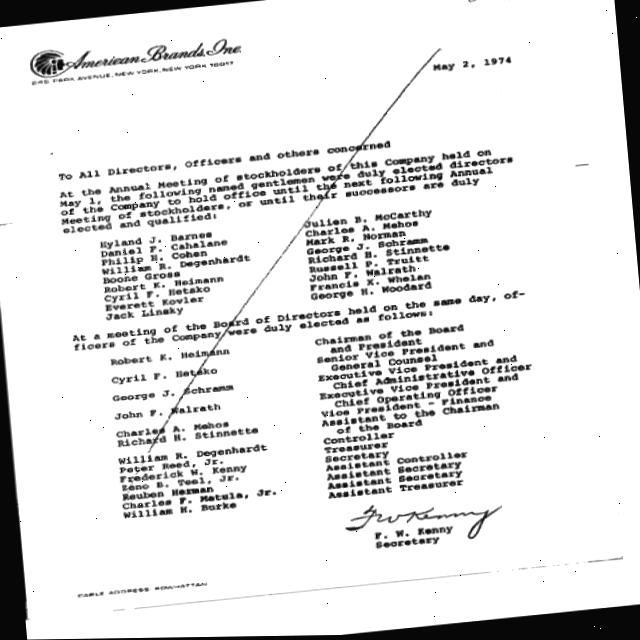 American Brands, Inc.
245 PARK AVENUE, NEW YORK, NEW YORK 10017
May 2, 1974
To All Directors, Officers and others concerned
At the Annual Meeting of stockholders of this Company held on
May 1, the following named gentlemen were duly elected directors
of the Company to hold office until the next following Annual
Meeting of stockholders, or until their successors are duly
elected and qualified:
Hyland J. Barnes
Daniel F. Cahalane
Philip H. Cohen
William R. Degenhardt
Boone Gross
Robert K. Heimann
Cyril F. Hetsko
Everett Kovler
Jack Linsky
Julien B. McCarthy
Charles A. Mehos
Mark R. Norman
George J. Schramm
Richard H. Stinnette
Russell P. Truitt
John F. Walrath
Francis X. Whelan
George H. Woodard
At a meeting of the Board of Directors held on the same day, of-
ficers of the Company were duly elected as follows:
Robert K. Heimann
Chairman of the Board
and President
Cyril F. Hetsko
Senior Vice President and
General Counsel
George J. Schramm
Executive Vice President and
Chief Administrative Officer
John F. Walrath
Executive Vice President and
Chief Operating Officer
Charles A. Mehos
Vice President - Finance
Richard H. Stinnette
Assistant to the Chairman
of the Board
William R. Degenhardt
Controller
Peter Reed, Jr.
Treasurer
Frederick W. Kenny
Secretary
Zeno B. Teel, Jr.
Assistant Controller
Reuben Herman
Assistant Secretary
Charles F. Matula, Jr.
Assistant Secretary
William H. Burke
Assistant Treasurer
FWKenny
F. W. Kenny
Secretary
CABLE ADDRESS: POWHATTAN